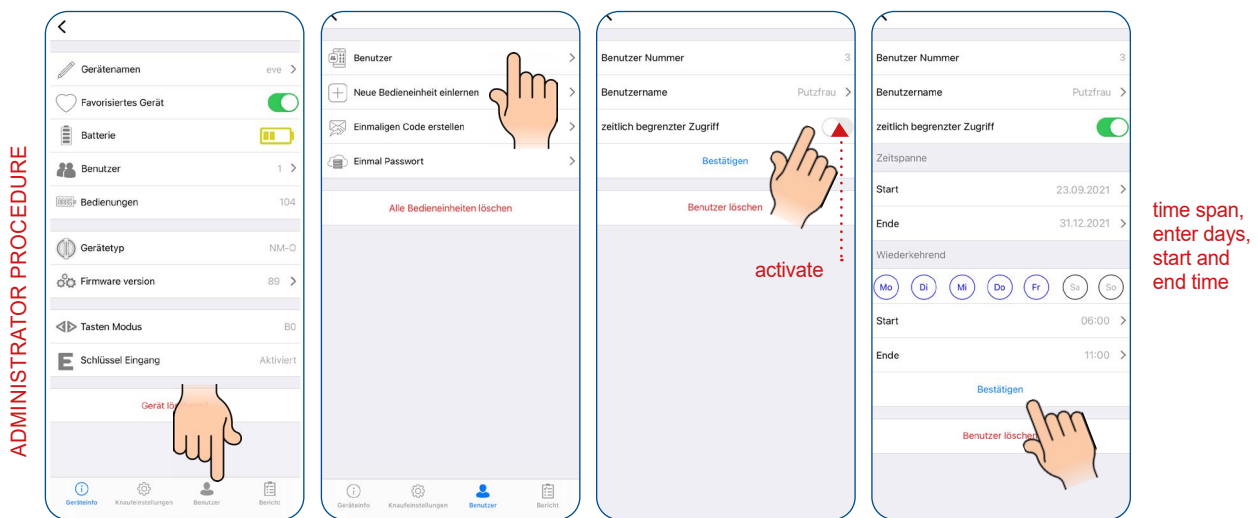 ADMINISTRATOR PROCEDURE
Gerätenamen eve
Favorisiertes Gerät
Batterie
Benutzer 1
Bedienungen 104
Gerätetyp NM-O
Firmware version 89
Tasten Modus B0
E Schlüssel Eingang Aktiviert
Gerät
Geräteinfo Knaufeinstellungen Benutzer Bericht
Benutzer
Neue Bedieneinheit einlernen
Einmaligen Code erstellen
Einmal Passwort
Alle Bedieneinheiten löschen
Geräteinfo Knaufeinstellungen Benutzer Bericht
Benutzer Nummer 3
Benutzername Putzfrau
zeitlich begrenzter Zugriff
Bestätigen
Benutzer löschen
activate
Benutzer Nummer 3
Benutzername Putzfrau
zeitlich begrenzter Zugriff
Zeitspanne
Start 23.09.2021
Ende 31.12.2021
Wiederkehrend
Mo Di Mi Do Fr Sa So
Start 06:00
Ende 11:00
Bestätigen
Benutzer löschen
time span,
enter days,
start and
end time